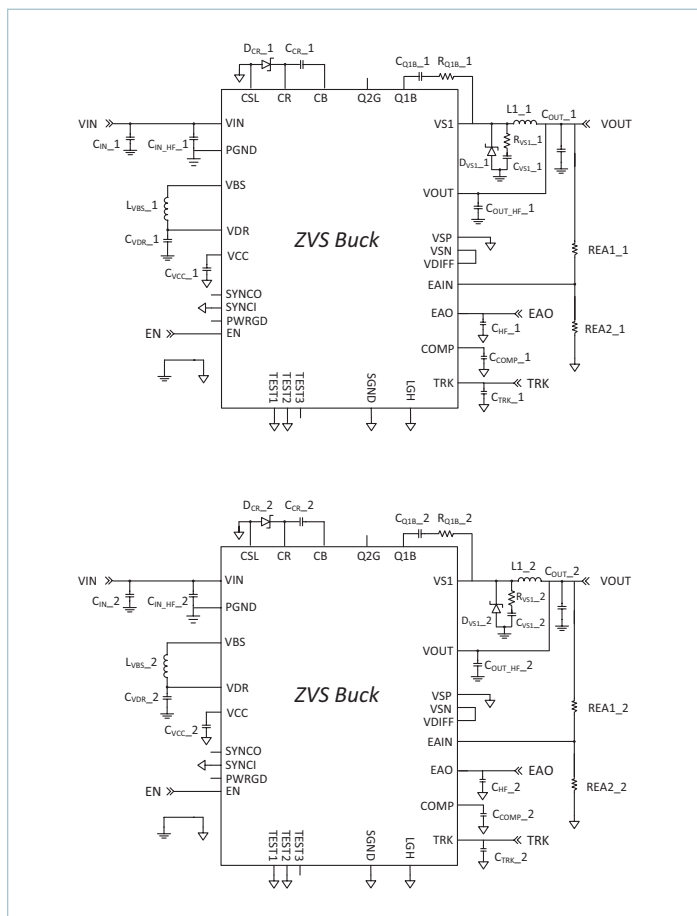 DCR_1 CCR_1 CQ1B_1 RQ1B_1
CSL CR CB Q2G Q1B
VIN VIN VS1 L1_1 COUT_1 VOUT
CIN_1 CIN_HF_1 PGND RVS1_1
DVS1_1 CVS1_1
VBS VOUT
LVBS_1 COUT_HF_1
VDR ZVS Buck VSP
CVDR_1 VCC VSN REA1_1
CVCC_1 VDIFF
SYNCO EAIN
SYNCI
PWRGD EAO EAO REA2_1
EN EN CHF_1
COMP
CCOMP_1
TRK TRK
TEST1 TEST2 TEST3 SGND LGH CTRK_1
DCR_2 CCR_2 CQ1B_2 RQ1B_2
CSL CR CB Q2G Q1B
VIN VIN VS1 L1_2 COUT_2 VOUT
CIN_2 CIN_HF_2 PGND RVS1_2
DVS1_2 CVS1_2
VBS VOUT
LVBS_2 COUT_HF_2
VDR ZVS Buck VSP
CVDR_2 VCC VSN REA1_2
CVCC_2 VDIFF
SYNCO EAIN
SYNCI
PWRGD EAO EAO REA2_2
EN EN CHF_2
COMP
CCOMP_2
TRK TRK
TEST1 TEST2 TEST3 SGND LGH CTRK_2